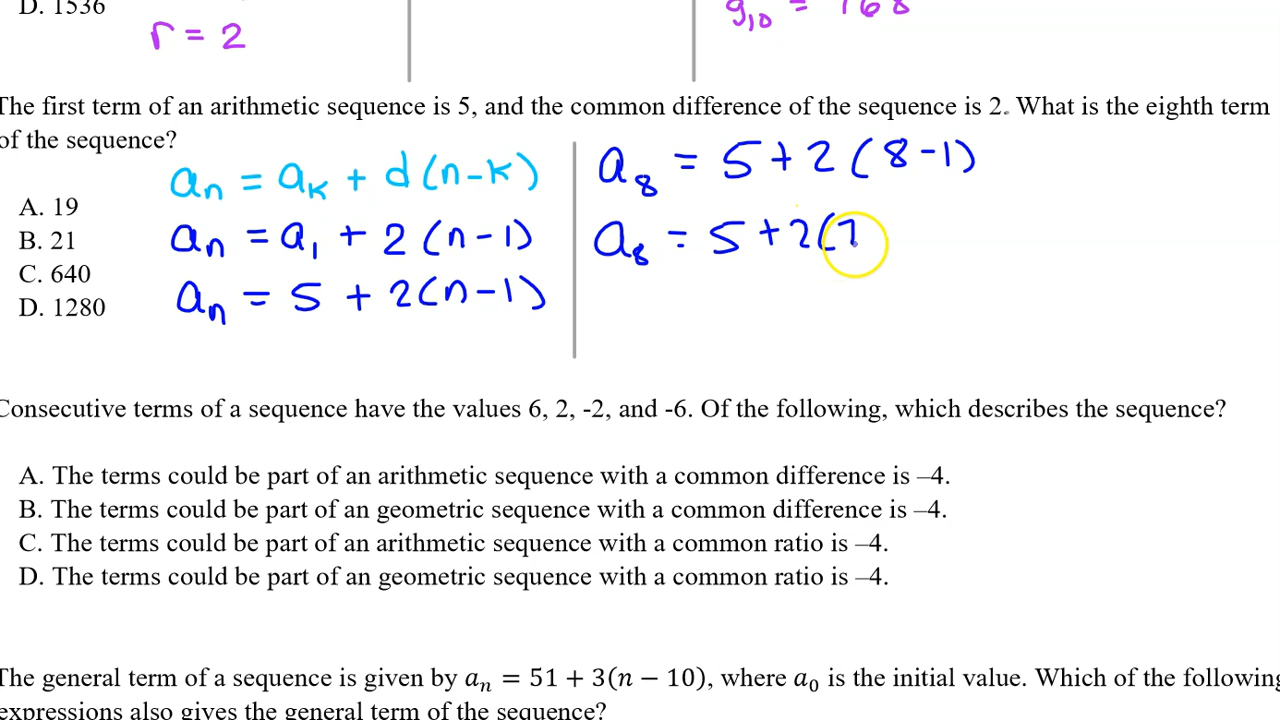 D. 1536
r = 2
g₁₀ = 768
The first term of an arithmetic sequence is 5, and the common difference of the sequence is 2. What is the eighth term
of the sequence?
A. 19
B. 21
C. 640
D. 1280
aₙ = aₖ + d(n-k)
aₙ = a₁ + 2(n-1)
aₙ = 5 + 2(n-1)
a₈ = 5+2(8-1)
a₈ = 5+2(7
Consecutive terms of a sequence have the values 6, 2, -2, and -6. Of the following, which describes the sequence?
A. The terms could be part of an arithmetic sequence with a common difference is –4.
B. The terms could be part of an geometric sequence with a common difference is –4.
C. The terms could be part of an arithmetic sequence with a common ratio is –4.
D. The terms could be part of an geometric sequence with a common ratio is –4.
The general term of a sequence is given by 𝑎ₙ = 51 + 3(𝑛 − 10), where 𝑎₀ is the initial value. Which of the following
expressions also gives the general term of the sequence?